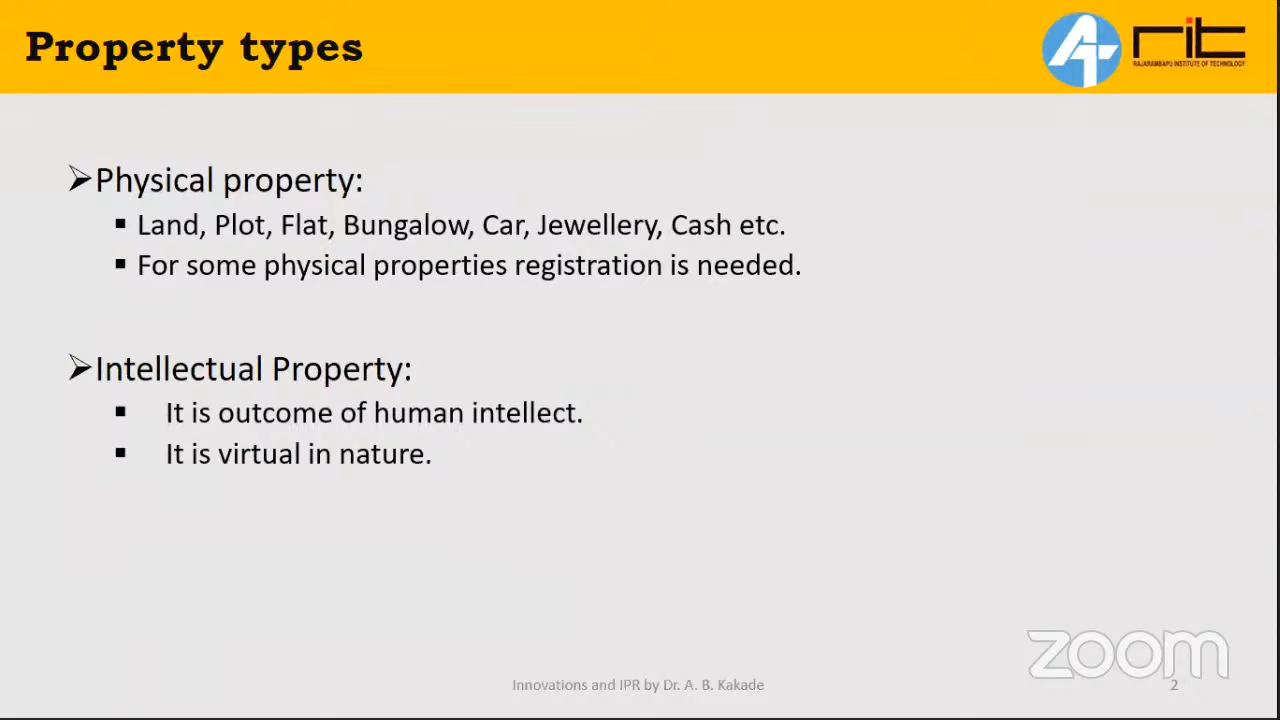 Property types
rit
RAJARAMBAPU INSTITUTE OF TECHNOLOGY
Physical property:
Land, Plot, Flat, Bungalow, Car, Jewellery, Cash etc.
For some physical properties registration is needed.
Intellectual Property:
It is outcome of human intellect.
It is virtual in nature.
zoom
Innovations and IPR by Dr. A. B. Kakade
2